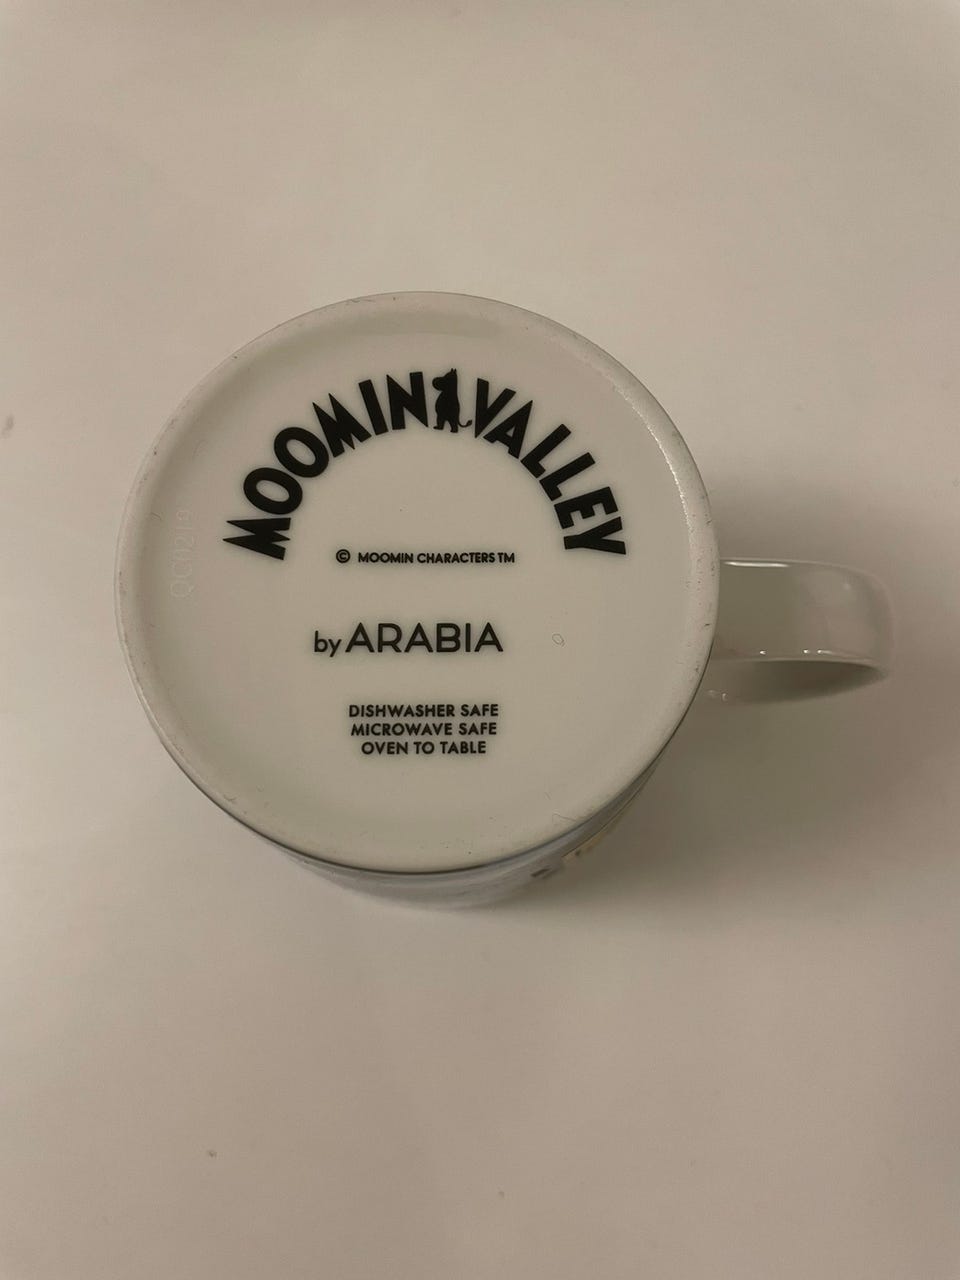 MOOMINVALLEY
© MOOMIN CHARACTERS TM
by ARABIA
DISHWASHER SAFE
MICROWAVE SAFE
OVEN TO TABLE